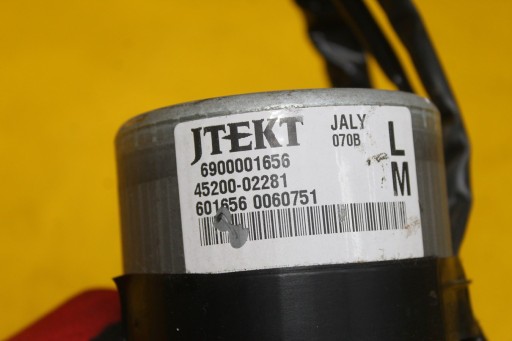 JTEKT JALY L
070B
6900001656
45200-02281 M
601656 0060751